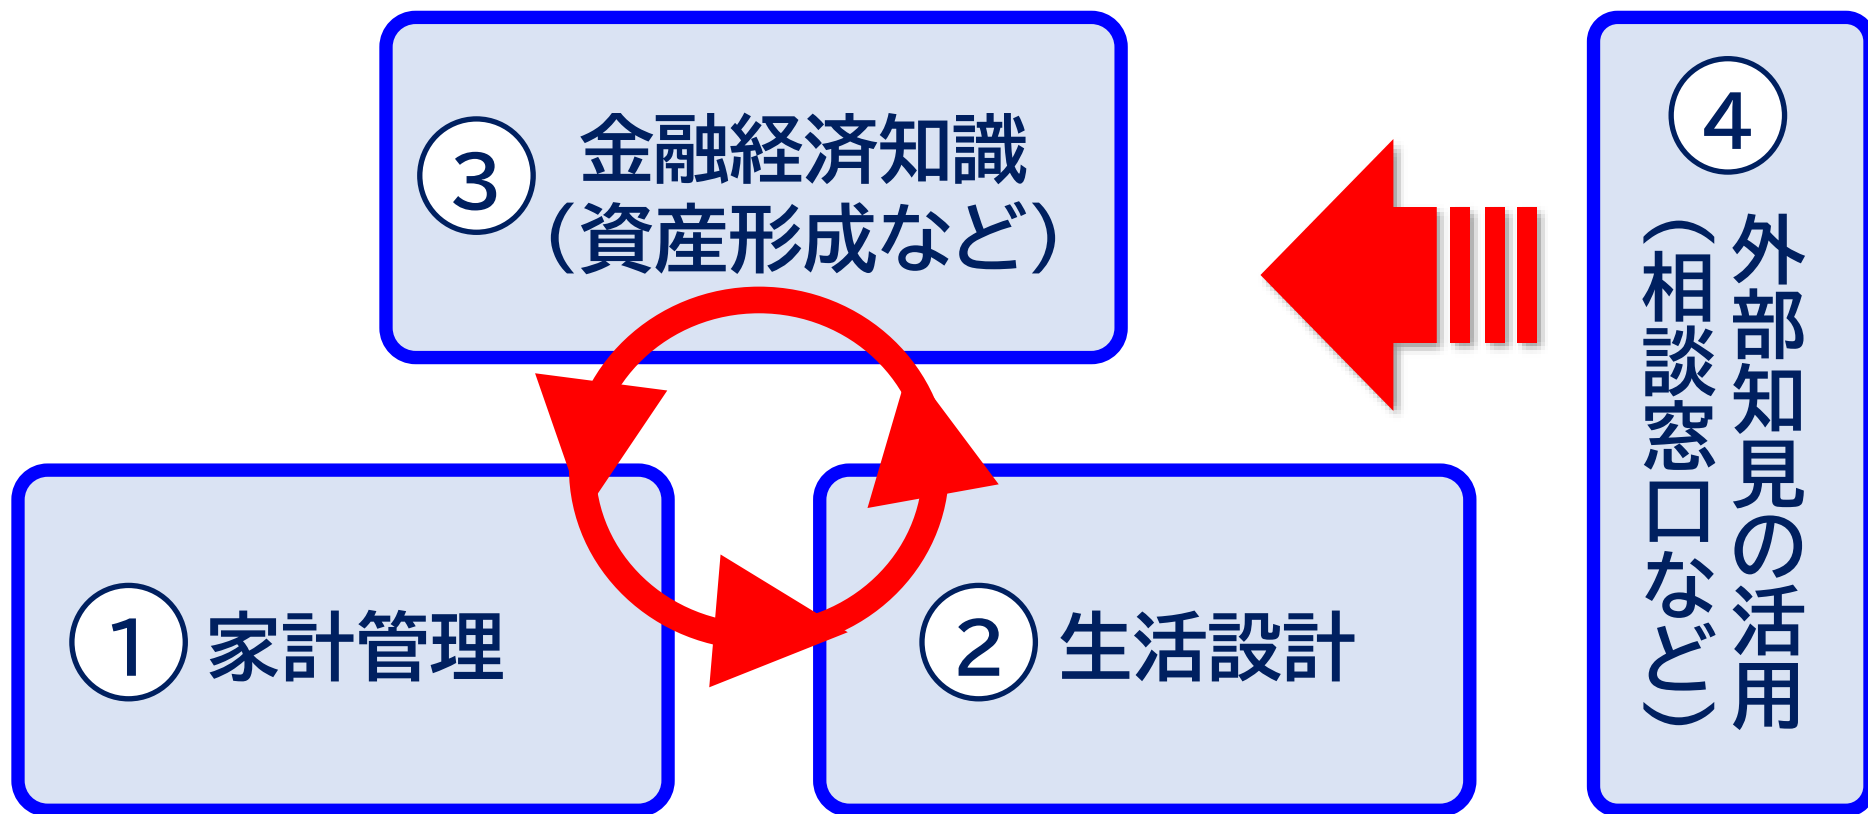 ③ 金融経済知識
（資産形成など）
① 家計管理
② 生活設計
④
外部知見の活用
（相談窓口など）